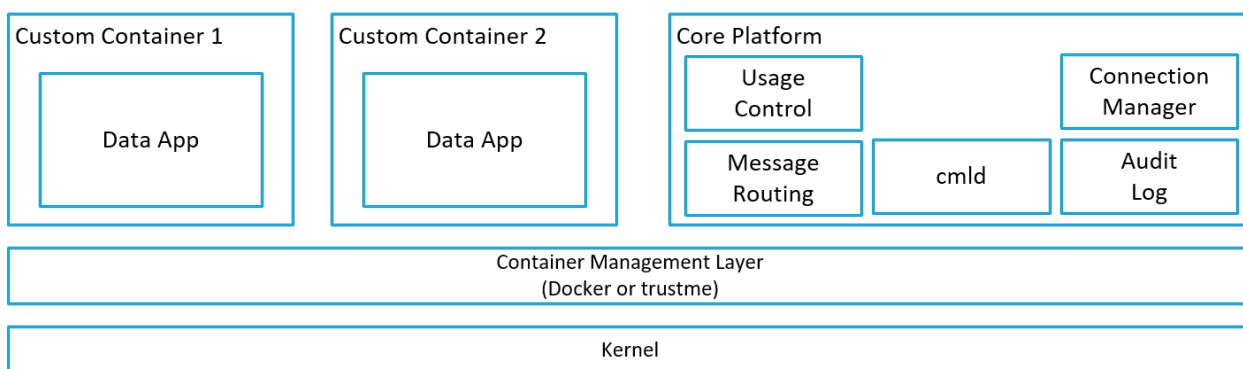 Custom Container 1
Data App
Custom Container 2
Data App
Core Platform
Usage
Control
Connection
Manager
Message
Routing
cmld
Audit
Log
Container Management Layer
(Docker or trustme)
Kernel